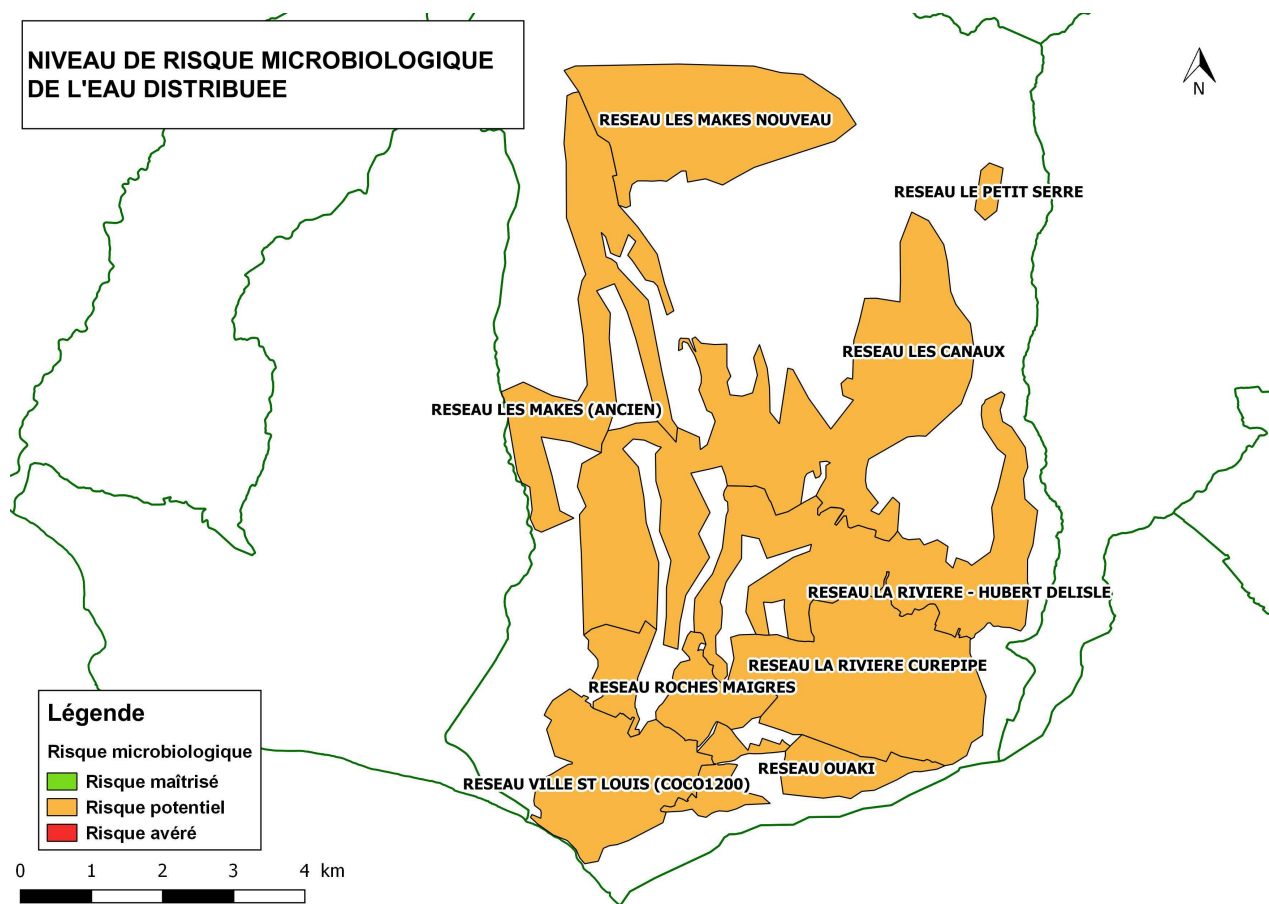 NIVEAU DE RISQUE MICROBIOLOGIQUE
DE L'EAU DISTRIBUEE
N
RESEAU LES MAKES NOUVEAU
RESEAU LE PETIT SERRE
RESEAU LES CANAUX
RESEAU LES MAKES (ANCIEN)
RESEAU LA RIVIERE - HUBERT DELISLE
RESEAU LA RIVIERE CUREPIPE
RESEAU ROCHES MAIGRES
RESEAU OUAKI
RESEAU VILLE ST LOUIS (COCO1200)
Légende
Risque microbiologique
Risque maîtrisé
Risque potentiel
Risque avéré
0 1 2 3 4 km